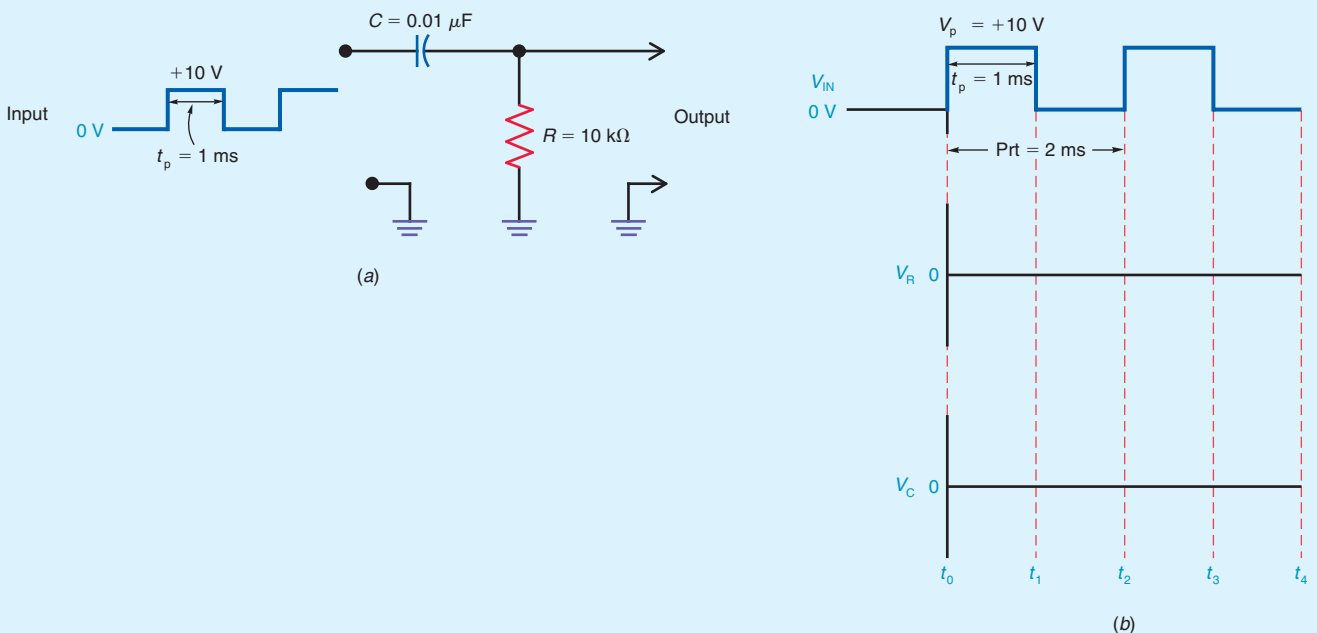 C = 0.01 μF
+10 V
Input
0 V
tp = 1 ms
R = 10 kΩ
Output
(a)
Vp = +10 V
tp = 1 ms
VIN
0 V
Prt = 2 ms
VR 0
VC 0
t0 t1 t2 t3 t4
(b)